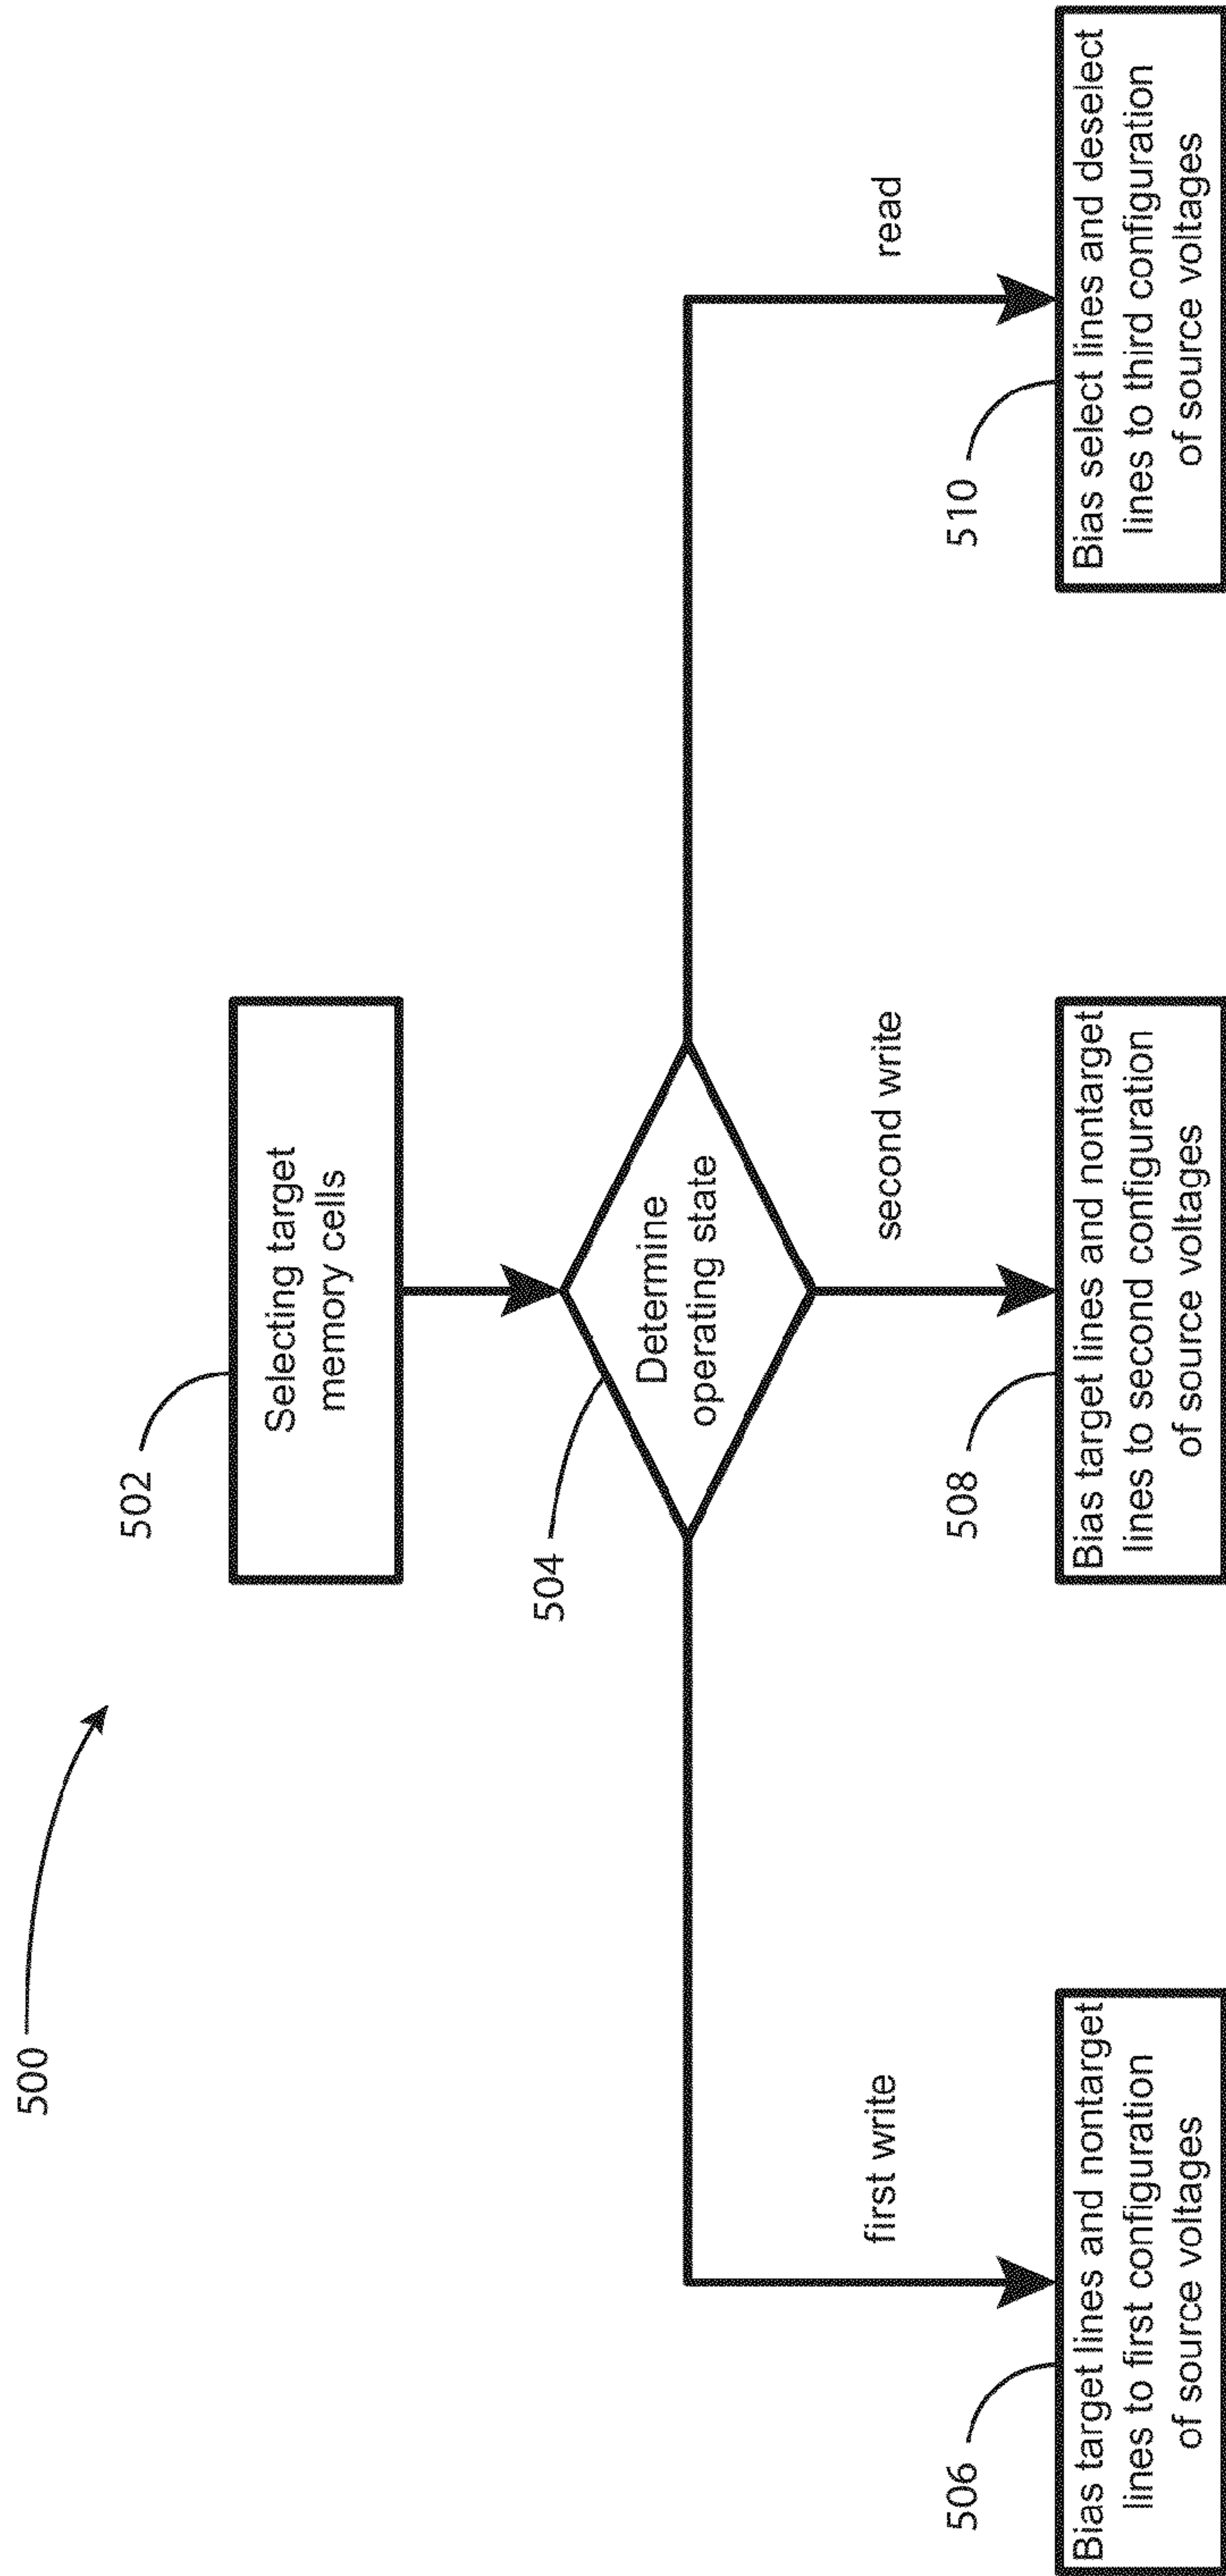 500
502
Selecting target
memory cells
504
Determine
operating state
first write
second write
read
506
Bias target lines and nontarget
lines to first configuration
of source voltages
508
Bias target lines and nontarget
lines to second configuration
of source voltages
510
Bias select lines and deselect
lines to third configuration
of source voltages